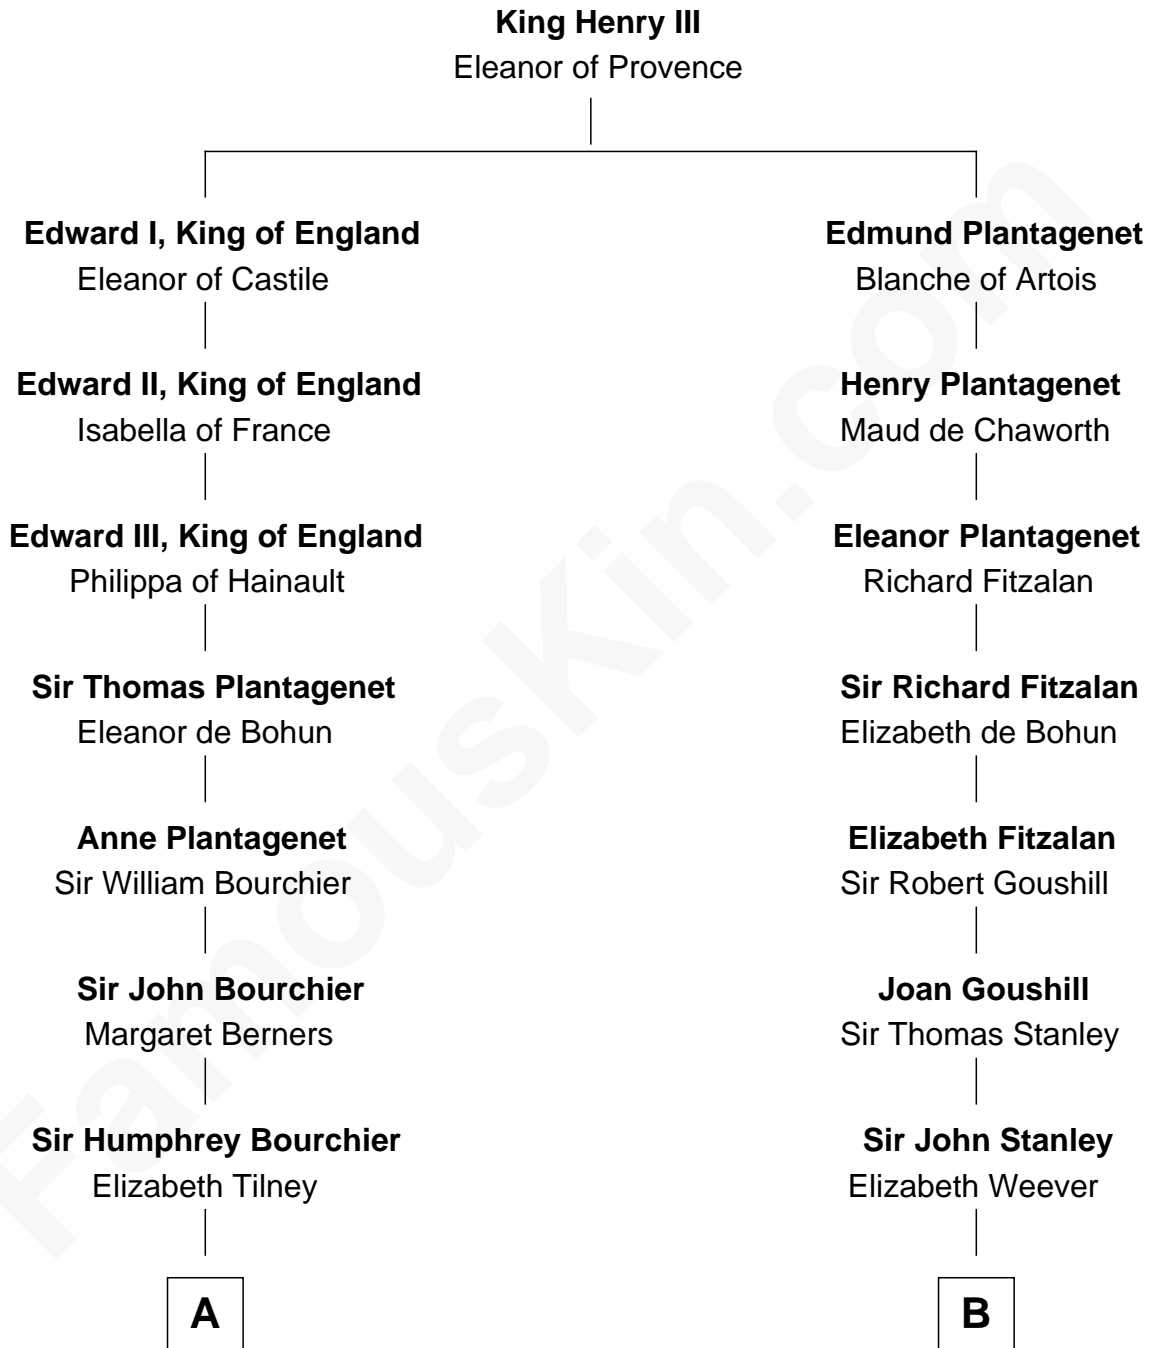 King Henry III
Eleanor of Provence
Edward I, King of England
Eleanor of Castile
Edmund Plantagenet
Blanche of Artois
Edward II, King of England
Isabella of France
Henry Plantagenet
Maud de Chaworth
Edward III, King of England
Philippa of Hainault
Eleanor Plantagenet
Richard Fitzalan
Sir Thomas Plantagenet
Eleanor de Bohun
Sir Richard Fitzalan
Elizabeth de Bohun
Anne Plantagenet
Sir William Bourchier
Elizabeth Fitzalan
Sir Robert Goushill
Sir John Bourchier
Margaret Berners
Joan Goushill
Sir Thomas Stanley
Sir Humphrey Bourchier
Elizabeth Tilney
Sir John Stanley
Elizabeth Weever
A
B
FamousKin.com